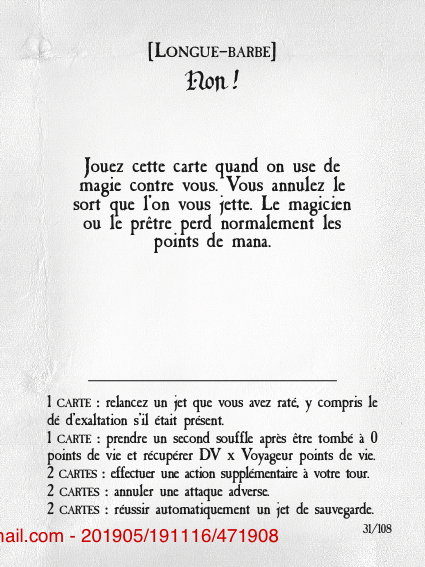 [Longue-barbe]
Non !
Jouez cette carte quand on use de
magie contre vous. Vous annulez le
sort que l'on vous jette. Le magicien
ou le prêtre perd normalement les
points de mana.
1 carte : relancez un jet que vous avez raté, y compris le
dé d'exaltation s'il était présent.
1 carte : prendre un second souffle après être tombé à 0
points de vie et récupérer DV x Voyageur points de vie.
2 cartes : effectuer une action supplémentaire à votre tour.
2 cartes : annuler une attaque adverse.
2 cartes : réussir automatiquement un jet de sauvegarde.
31/108
mail.com - 201905/191116/471908